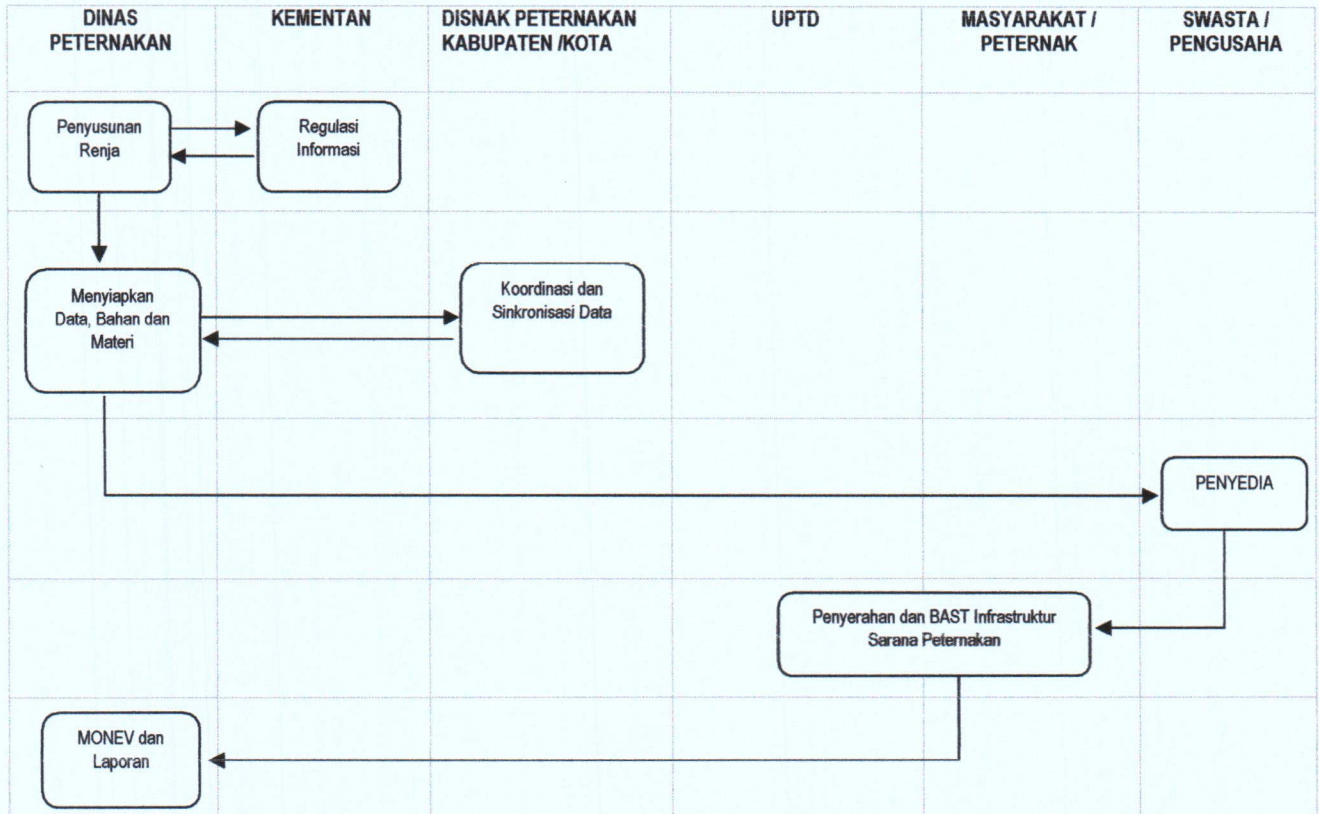 DINAS
PETERNAKAN
KEMENTAN
DISNAK PETERNAKAN
KABUPATEN /KOTA
UPTD
MASYARAKAT /
PETERNAK
SWASTA /
PENGUSAHA
Penyusunan
Renja
Regulasi
Informasi
Menyiapkan
Data, Bahan dan
Materi
Koordinasi dan
Sinkronisasi Data
PENYEDIA
Penyerahan dan BAST Infrastruktur
Sarana Peternakan
MONEV dan
Laporan